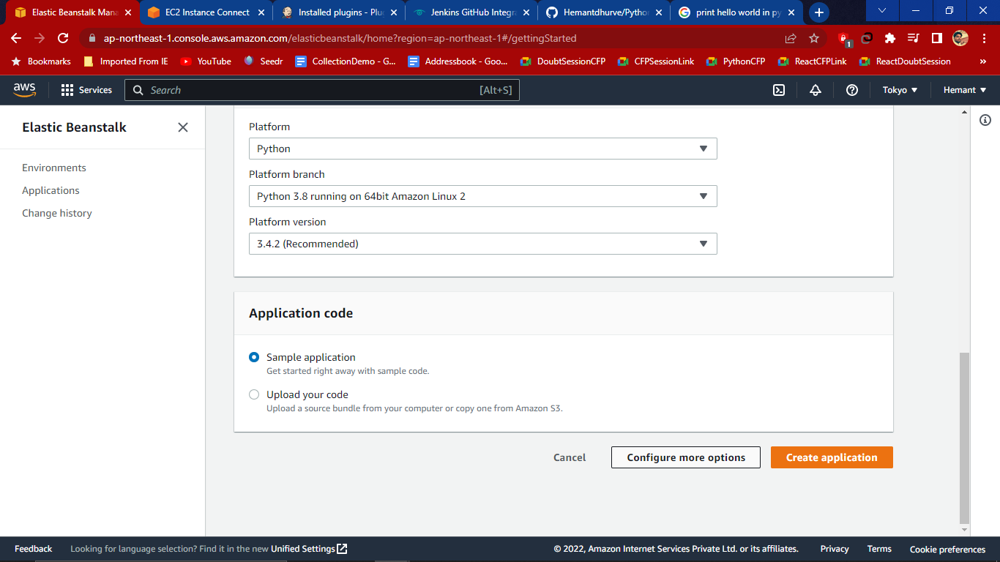 Elastic Beanstalk Mana
EC2 Instance Connect
Installed plugins - Plu
Jenkins GitHub Integra
Hemantdhurve/Pytho
print hello world in py
ap-northeast-1.console.aws.amazon.com/elasticbeanstalk/home?region=ap-northeast-1#/gettingStarted
1
Bookmarks
Imported From IE
YouTube
Seedr
CollectionDemo - G...
Addressbook - Goo...
DoubtSessionCFP
CFPSessionLink
PythonCFP
ReactCFPLink
ReactDoubtSession
»
aws
Services
Search
[Alt+S]
Tokyo
Hemant
Elastic Beanstalk
Environments
Applications
Change history
Platform
Python
Platform branch
Python 3.8 running on 64bit Amazon Linux 2
Platform version
3.4.2 (Recommended)
Application code
Sample application
Get started right away with sample code.
Upload your code
Upload a source bundle from your computer or copy one from Amazon S3.
Cancel
Configure more options
Create application
Feedback
Looking for language selection? Find it in the new Unified Settings
© 2022, Amazon Internet Services Private Ltd. or its affiliates.
Privacy
Terms
Cookie preferences